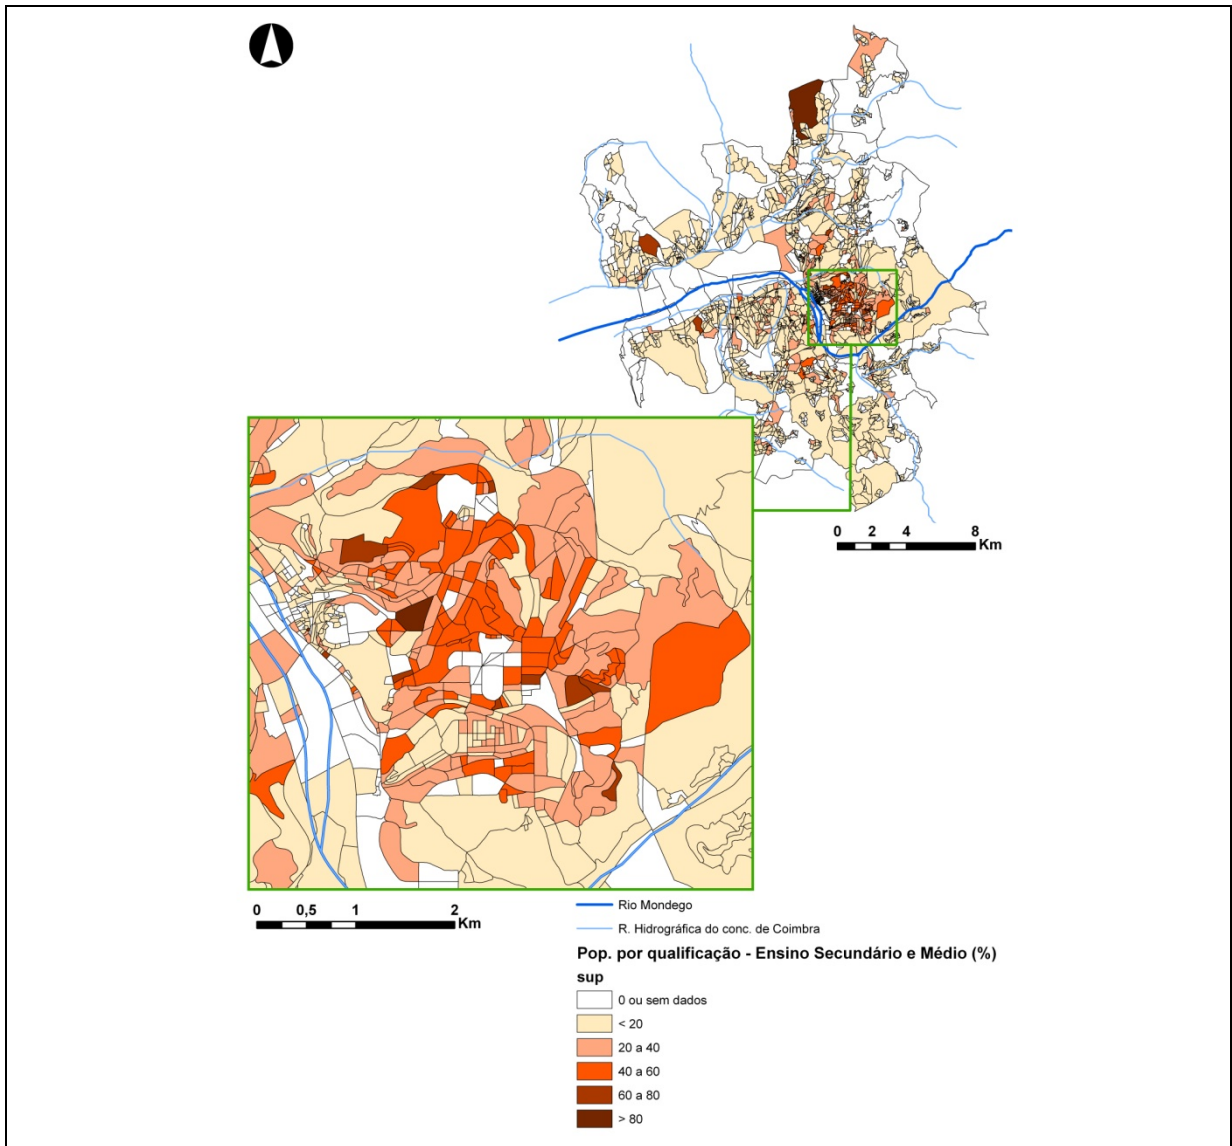 0 2 4 8
Km
0 0,5 1 2
Km
Rio Mondego
R. Hidrográfica do conc. de Coimbra
Pop. por qualificação - Ensino Secundário e Médio (%)
sup
0 ou sem dados
< 20
20 a 40
40 a 60
60 a 80
> 80